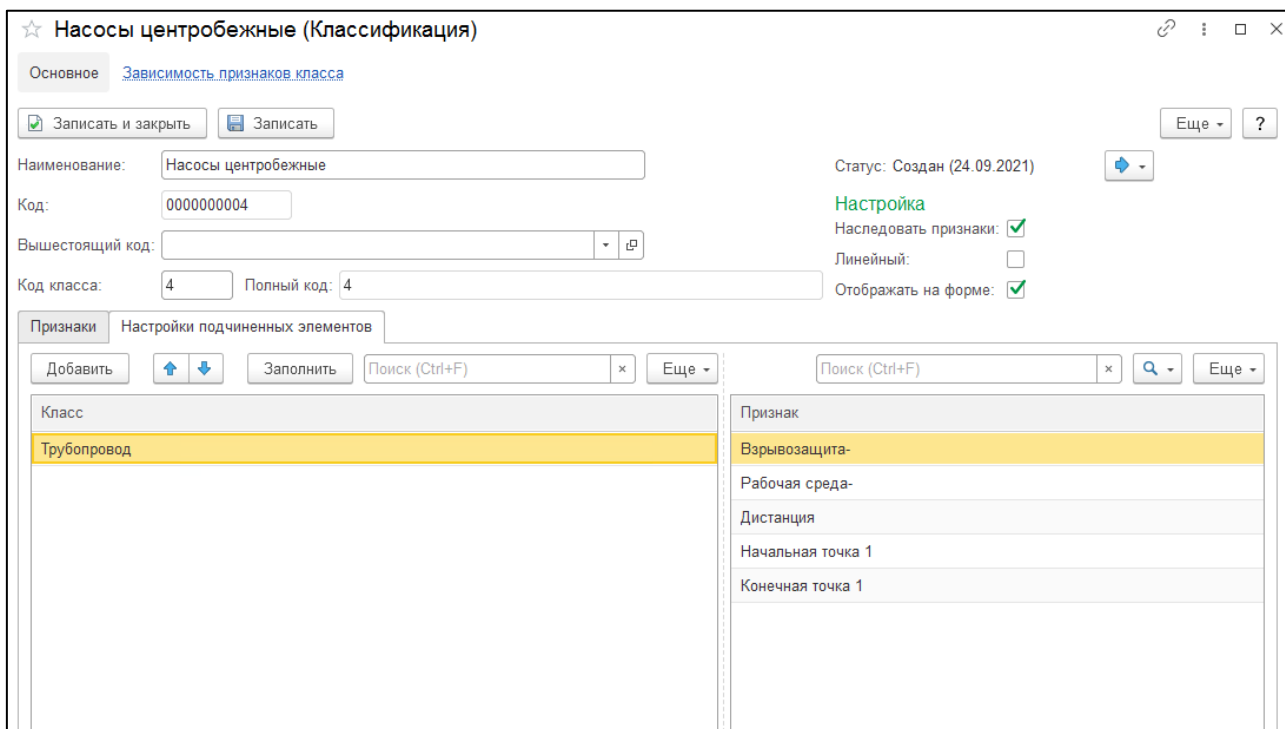 Насосы центробежные (Классификация)
Основное Зависимость признаков класса
Записать и закрыть Записать Еще ?
Наименование: Насосы центробежные Статус: Создан (24.09.2021)
Код: 0000000004 Настройка
Наследовать признаки:
Вышестоящий код: Линейный:
Код класса: 4 Полный код: 4 Отображать на форме:
Признаки Настройки подчиненных элементов
Добавить Заполнить Поиск (Ctrl+F) × Еще Поиск (Ctrl+F) × Еще
Класс Признак
Трубопровод Взрывозащита-
Рабочая среда-
Дистанция
Начальная точка 1
Конечная точка 1